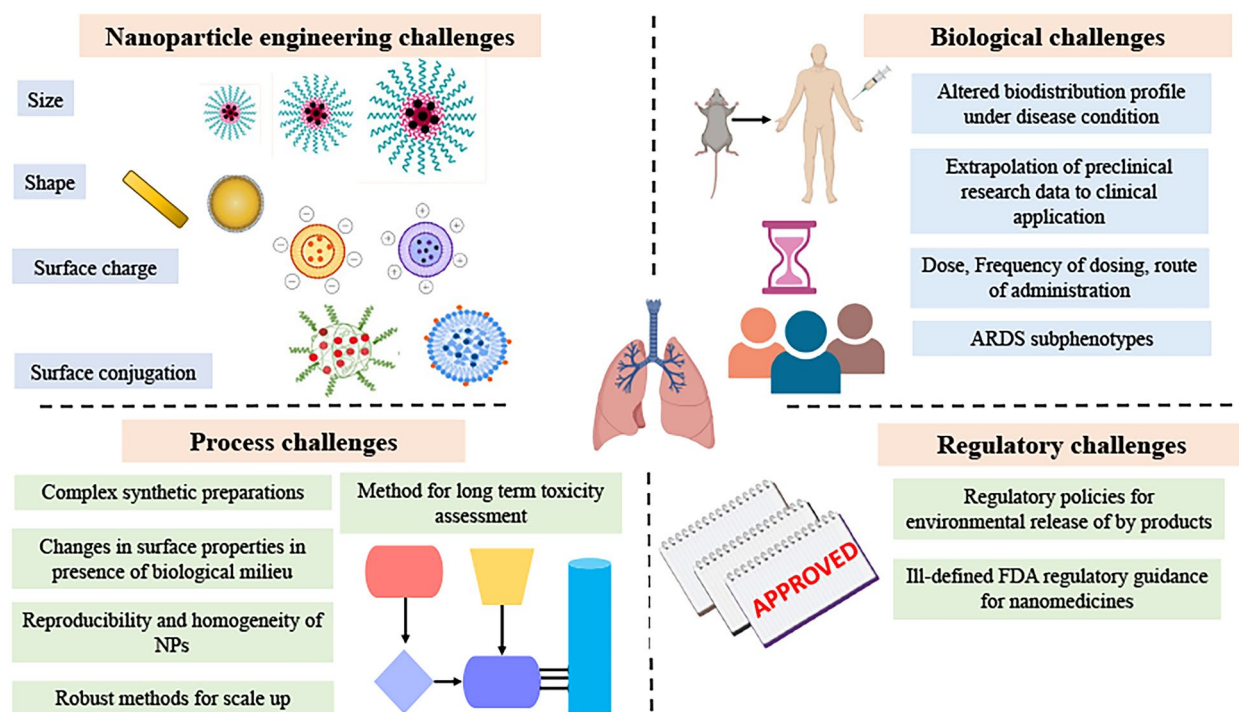 Nanoparticle engineering challenges
Size
Shape
Surface charge
Surface conjugation
Biological challenges
Altered biodistribution profile
under disease condition
Extrapolation of preclinical
research data to clinical
application
Dose, Frequency of dosing, route
of administration
ARDS subphenotypes
Process challenges
Complex synthetic preparations
Changes in surface properties in
presence of biological milieu
Reproducibility and homogeneity of
NPs
Robust methods for scale up
Method for long term toxicity
assessment
Regulatory challenges
APPROVED
Regulatory policies for
environmental release of by products
Ill-defined FDA regulatory guidance
for nanomedicines